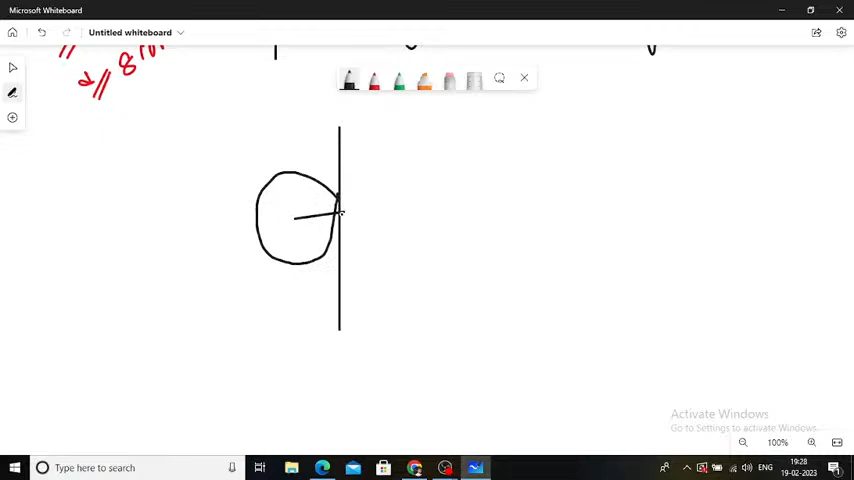 Microsoft Whiteboard
Untitled whiteboard
8
Activate Windows
Go to Settings to activate Windows.
100%
Type here to search
ENG
19:28
19-02-2023